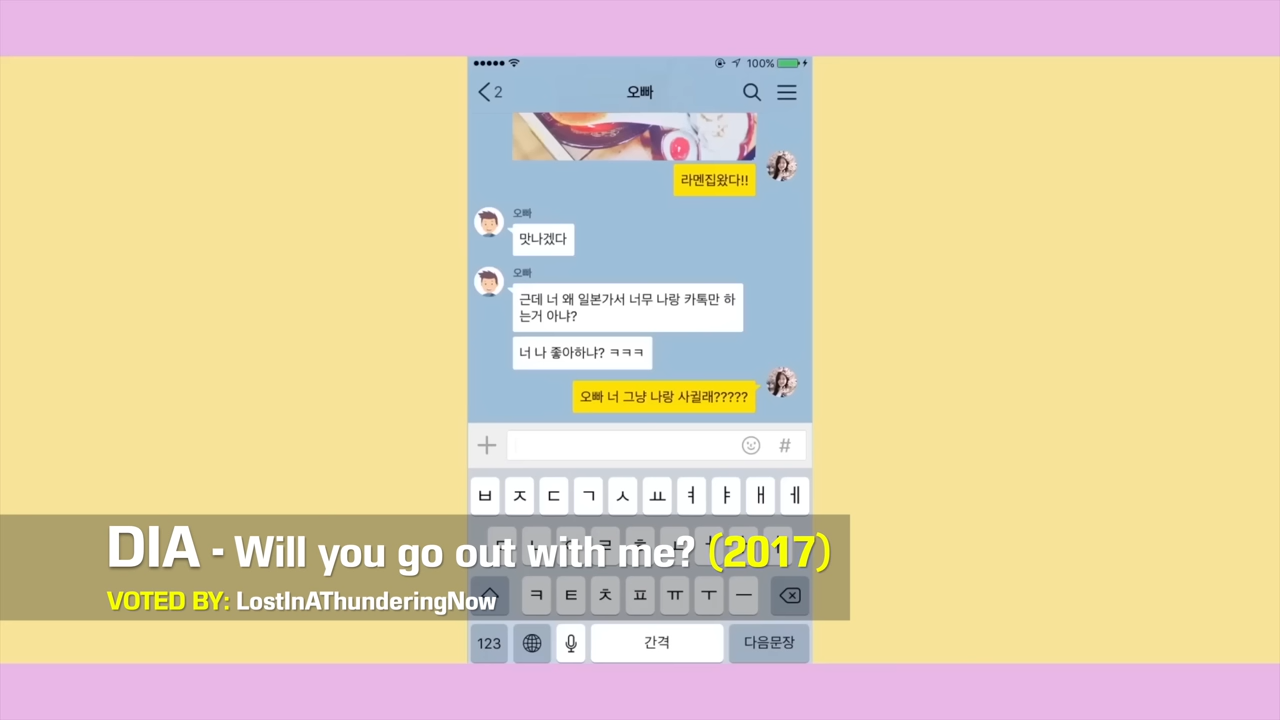 100%
2
오빠
라멘집왔다!!
오빠
맛나겠다
오빠
근데 너 왜 일본가서 너무 나랑 카톡만 하
는거 아냐?
너 나 좋아하냐? ㅋㅋㅋ
오빠 너 그냥 나랑 사귈래?????
#
ㅂ ㅈ ㄷ ㄱ ㅅ ㅛ ㅕ ㅑ ㅐ ㅔ
DIA - Will you go out with me? (2017)
VOTED BY: LostInAThunderingNow
ㅋ ㅌ ㅊ ㅍ ㅠ ㅜ ㅡ
123 간격 다음문장